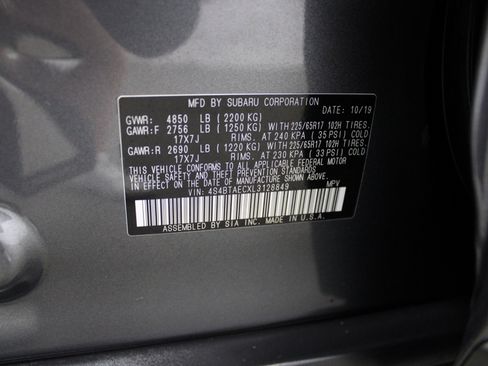 MFD BY SUBARU CORPORATION
DATE: 10/19
GVWR: 4850 LB ( 2200 KG)
GAWR:F 2756 LB ( 1250 KG) WITH 225/65R17 102H TIRES,
17X7J RIMS, AT 240 KPA ( 35 PSI) COLD
GAWR:R 2690 LB ( 1220 KG) WITH 225/65R17 102H TIRES,
17X7J RIMS, AT 230 KPA ( 33 PSI) COLD
THIS VEHICLE CONFORMS TO ALL APPLICABLE FEDERAL MOTOR
VEHICLE SAFETY AND THEFT PREVENTION STANDARDS IN EFFECT
ON THE DATE OF MANUFACTURE SHOWN ABOVE.
VIN: 4S4BTAECXL3128849 MPV
ASSEMBLED BY SIA INC. MADE IN U.S.A.